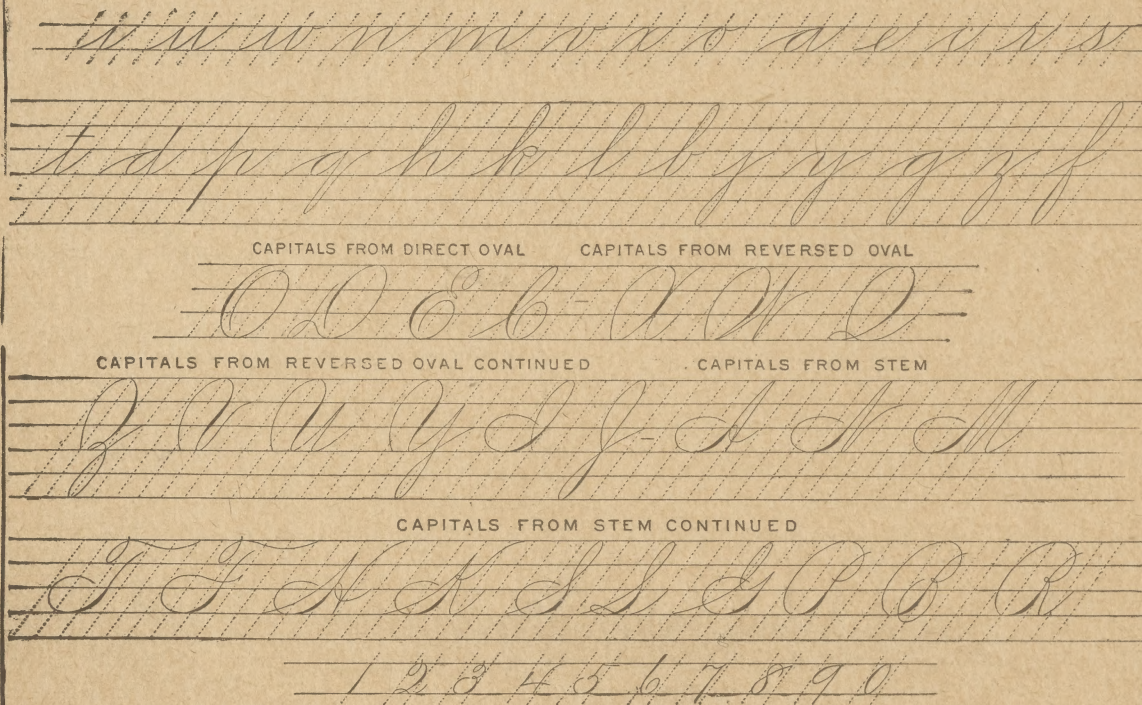 i u w n m v x o a e c r s
t d p q h k l b j y g z f
CAPITALS FROM DIRECT OVAL CAPITALS FROM REVERSED OVAL
O D E C - X W Q
CAPITALS FROM REVERSED OVAL CONTINUED CAPITALS FROM STEM
Z V U Y I J - A N M
CAPITALS FROM STEM CONTINUED
T F H K S L G P B R
1 2 3 4 5 6 7 8 9 0